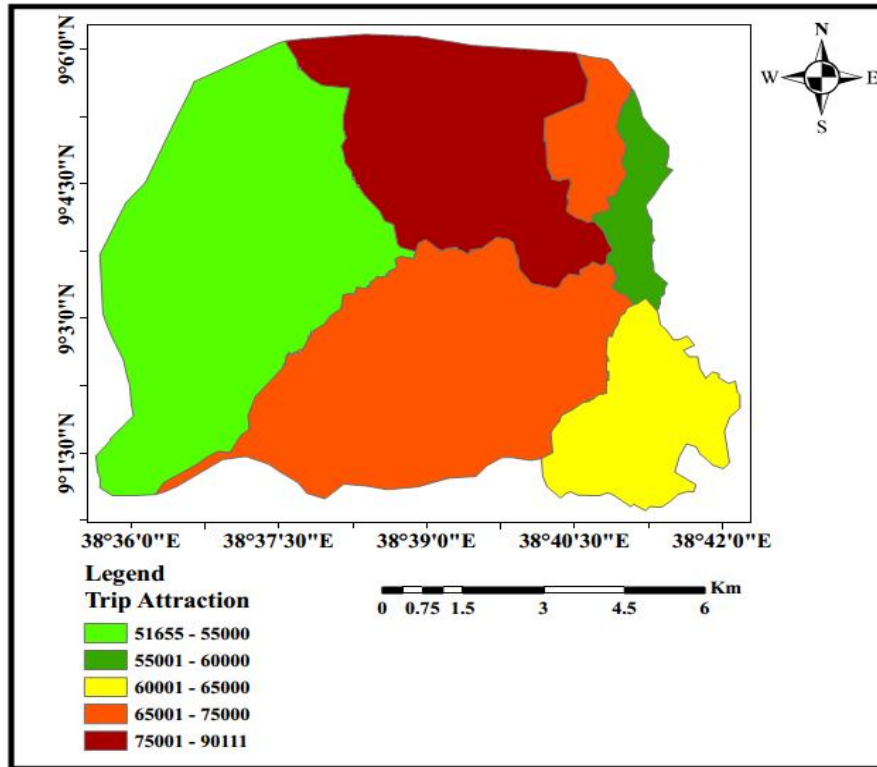 N
W E
S
9°6'0"N
9°4'30"N
9°3'0"N
9°1'30"N
38°36'0"E 38°37'30"E 38°39'0"E 38°40'30"E 38°42'0"E
Legend
Trip Attraction
51655 - 55000
55001 - 60000
60001 - 65000
65001 - 75000
75001 - 90111
Km
0 0.75 1.5 3 4.5 6